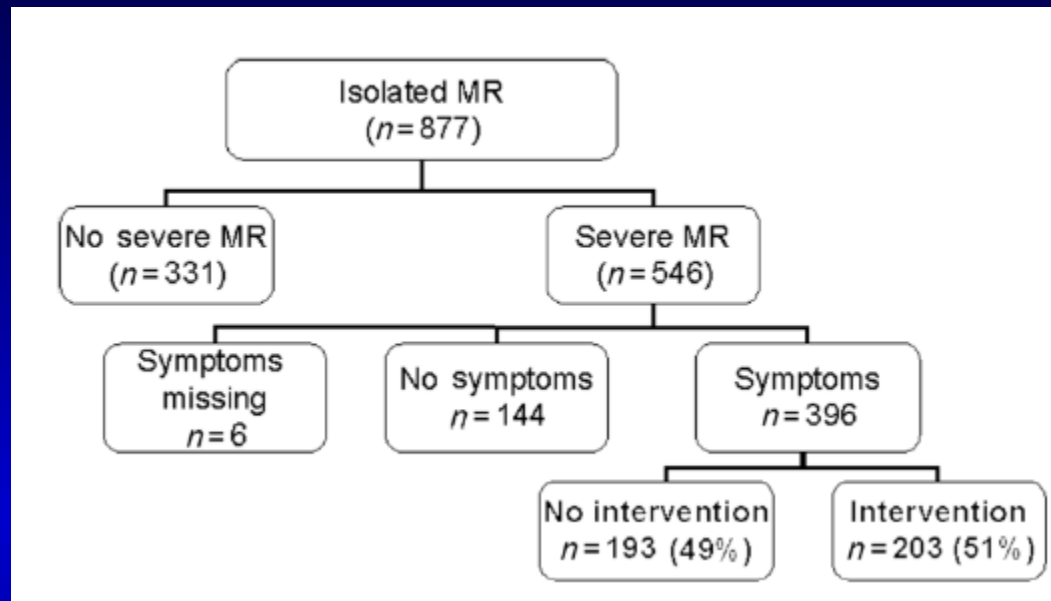 Isolated MR
(n=877)
No severe MR
(n=331)
Severe MR
(n=546)
Symptoms
missing
n=6
No symptoms
n=144
Symptoms
n=396
No intervention
n=193 (49%)
Intervention
n=203 (51%)